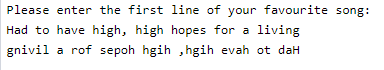 Please enter the first line of your favourite song:
Had to have high, high hopes for a living
gnivil a rof sepoh hgih ,hgih evah ot daH